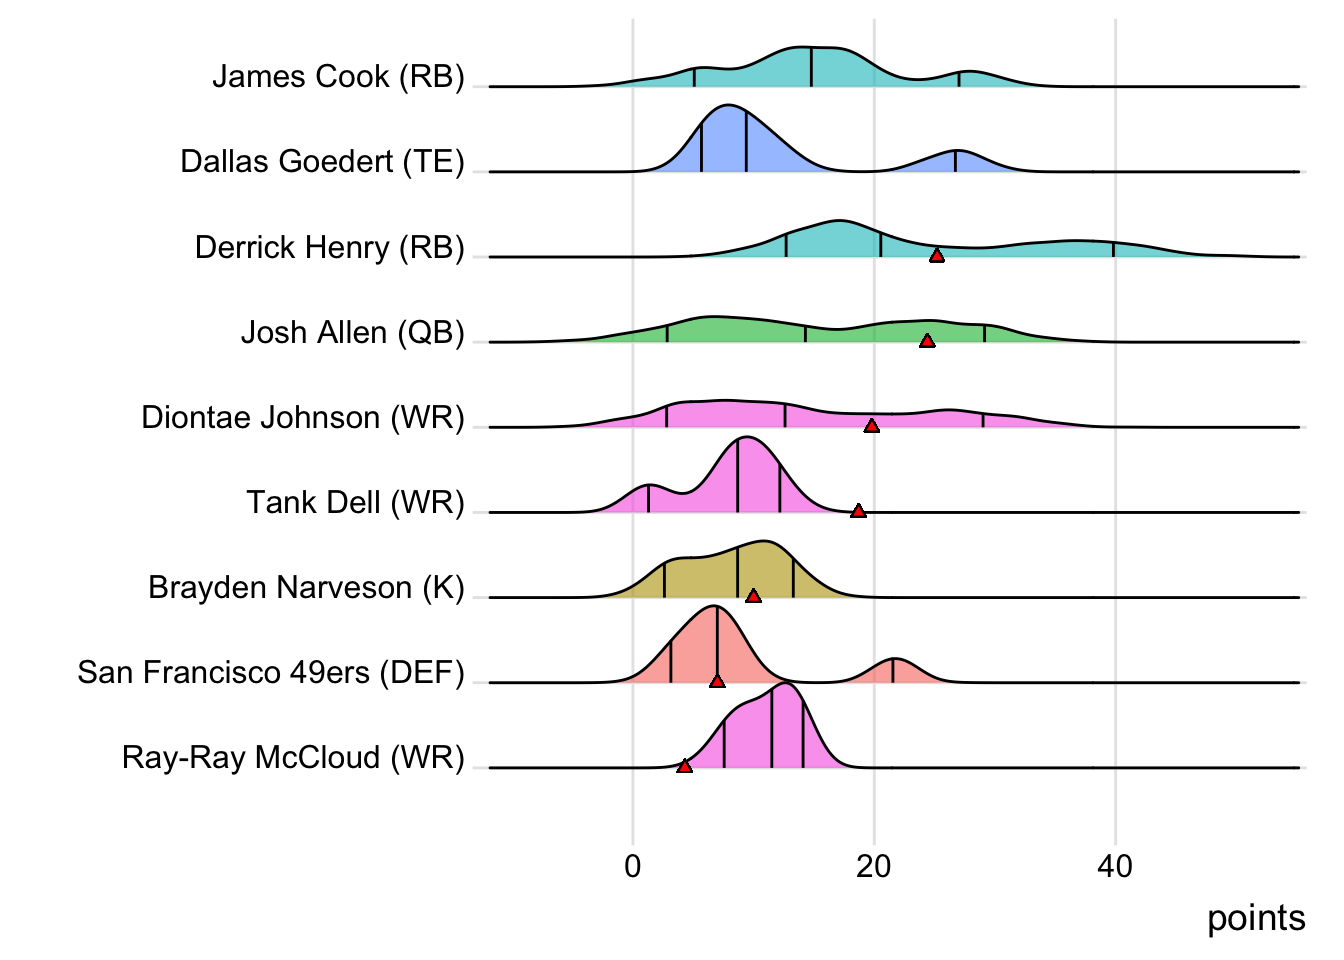 James Cook (RB)
Dallas Goedert (TE)
Derrick Henry (RB)
Josh Allen (QB)
Diontae Johnson (WR)
Tank Dell (WR)
Brayden Narveson (K)
San Francisco 49ers (DEF)
Ray-Ray McCloud (WR)
0 20 40
points